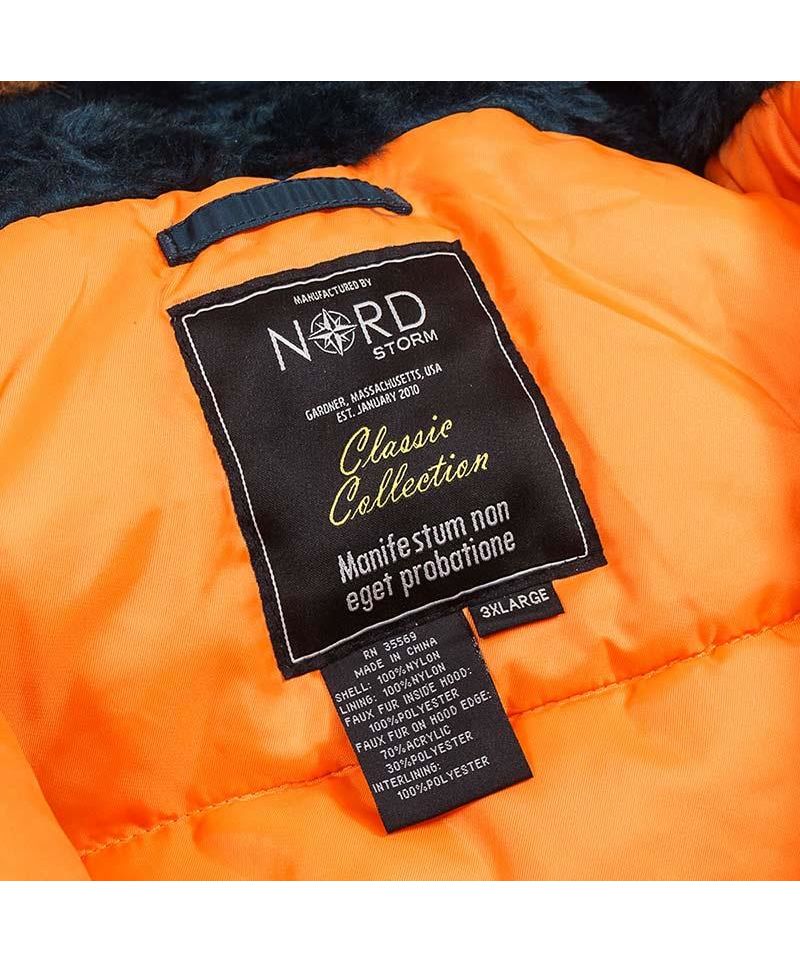 MANUFACTURED BY
NORD
STORM
GARDNER, MASSACHUSETTS, USA
EST. JANUARY 2010
Classic
Collection
Manifestum non
eget probatione
3XLARGE
RN 35569
MADE IN CHINA
SHELL: 100%NYLON
LINING: 100%NYLON
FAUX FUR INSIDE HOOD:
100%POLYESTER
FAUX FUR ON HOOD EDGE:
70%ACRYLIC
30%POLYESTER
INTERLINING:
100%POLYESTER